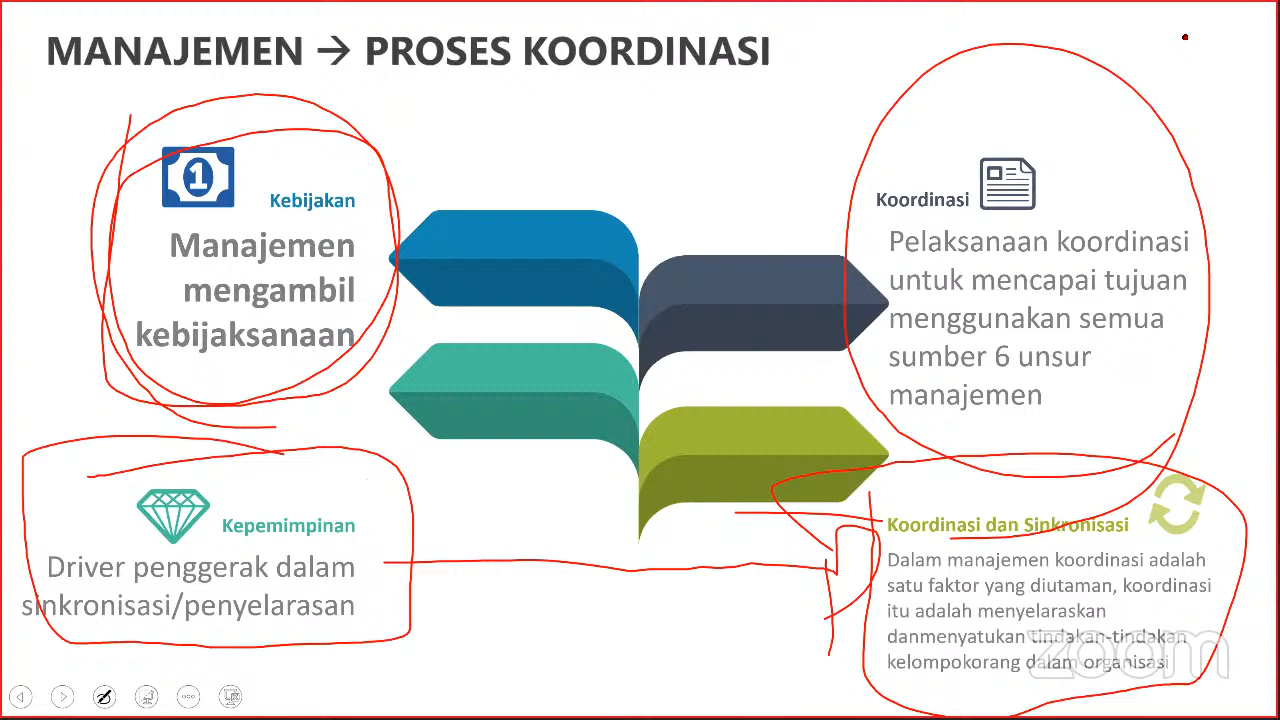 MANAJEMEN → PROSES KOORDINASI
1
Kebijakan
Manajemen
mengambil
kebijaksanaan
Koordinasi
Pelaksanaan koordinasi
untuk mencapai tujuan
menggunakan semua
sumber 6 unsur
manajemen
Kepemimpinan
Driver penggerak dalam
sinkronisasi/penyelarasan
Koordinasi dan Sinkronisasi
Dalam manajemen koordinasi adalah
satu faktor yang diutaman, koordinasi
itu adalah menyelaraskan
danmenyatukan tindakan-tindakan
kelompokorang dalam organisasi
zoom